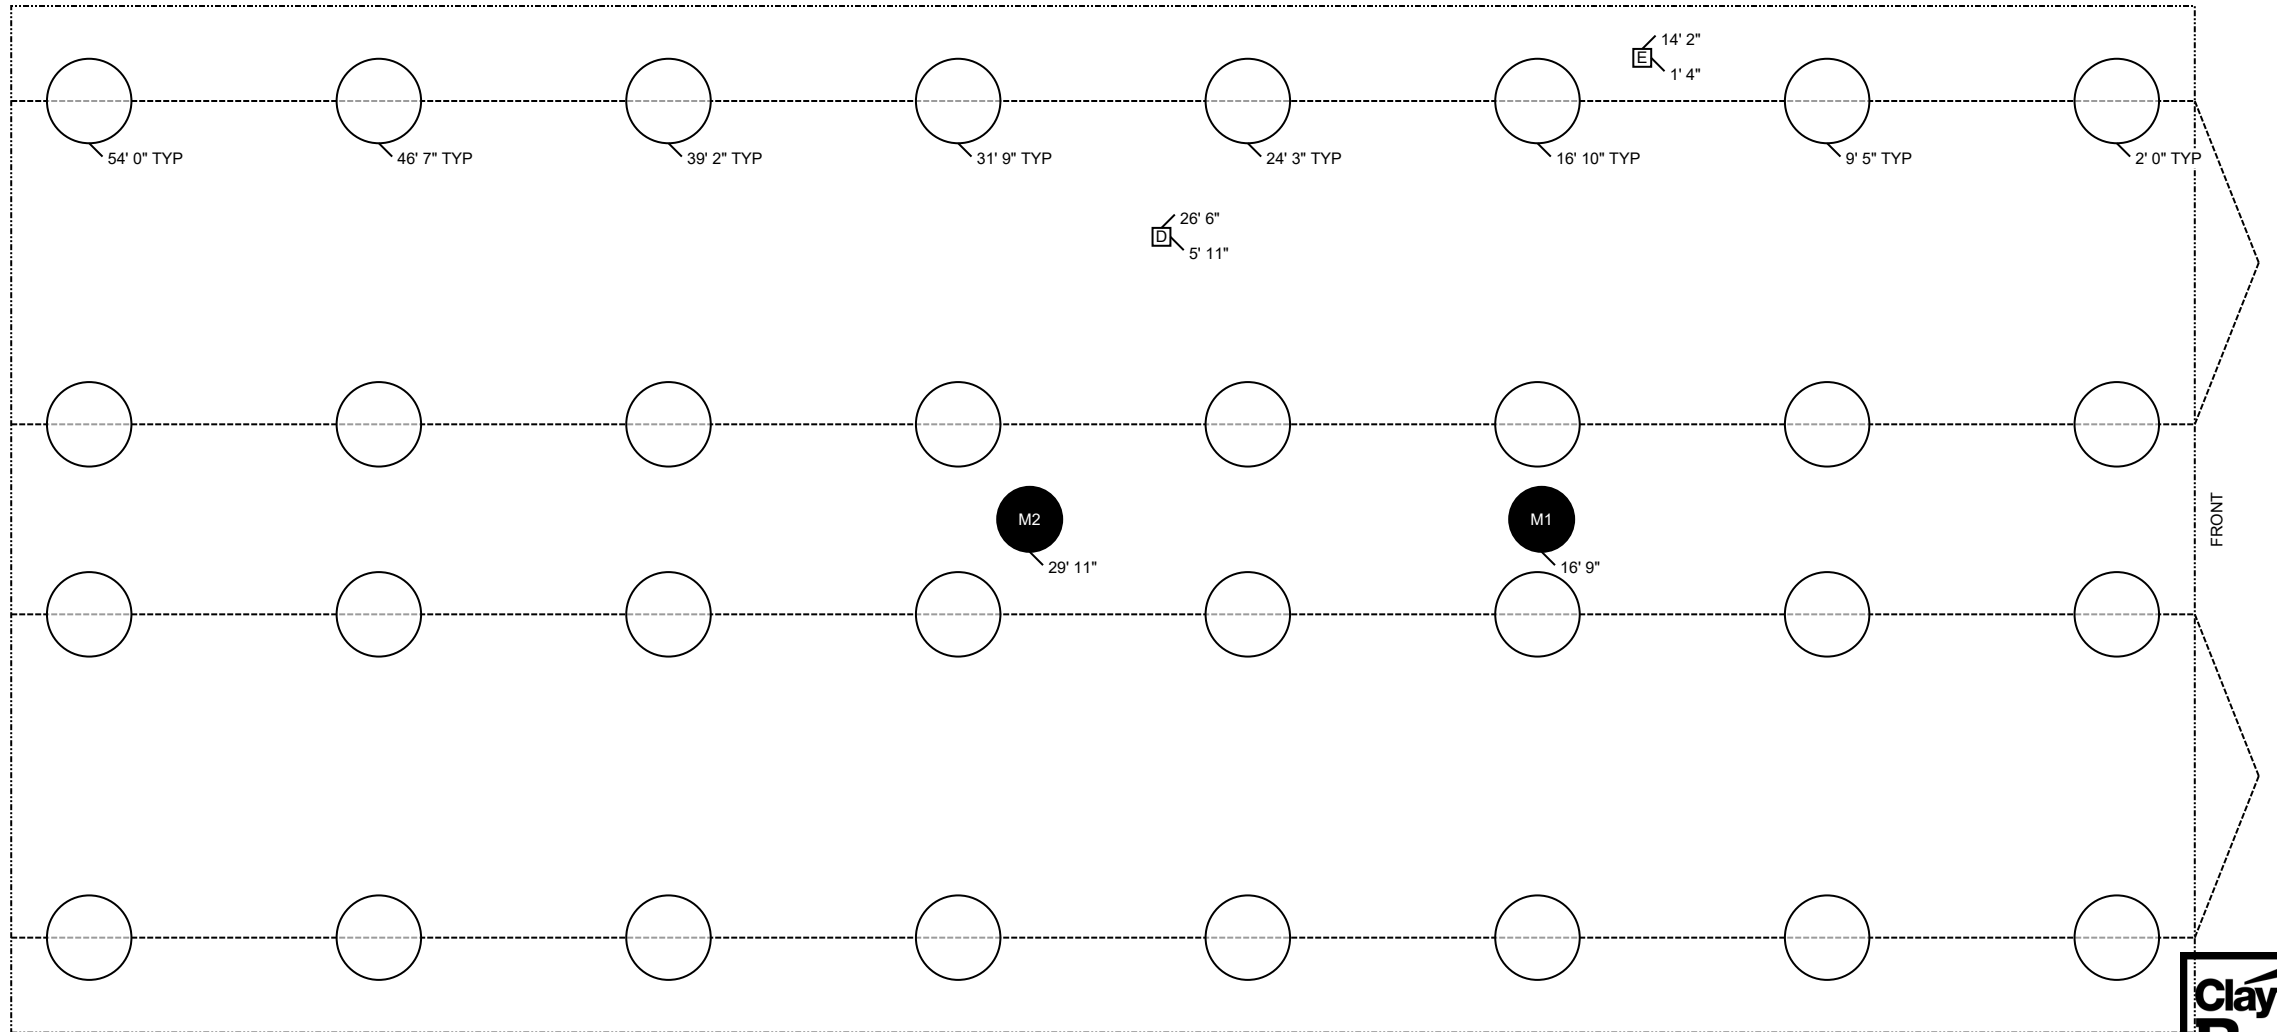 14' 2"
E
1' 4"
54' 0" TYP
46' 7" TYP
39' 2" TYP
31' 9" TYP
24' 3" TYP
16' 10" TYP
9' 5" TYP
2' 0" TYP
26' 6"
D
5' 11"
M2
M1
FRONT
29' 11"
16' 9"
Clay